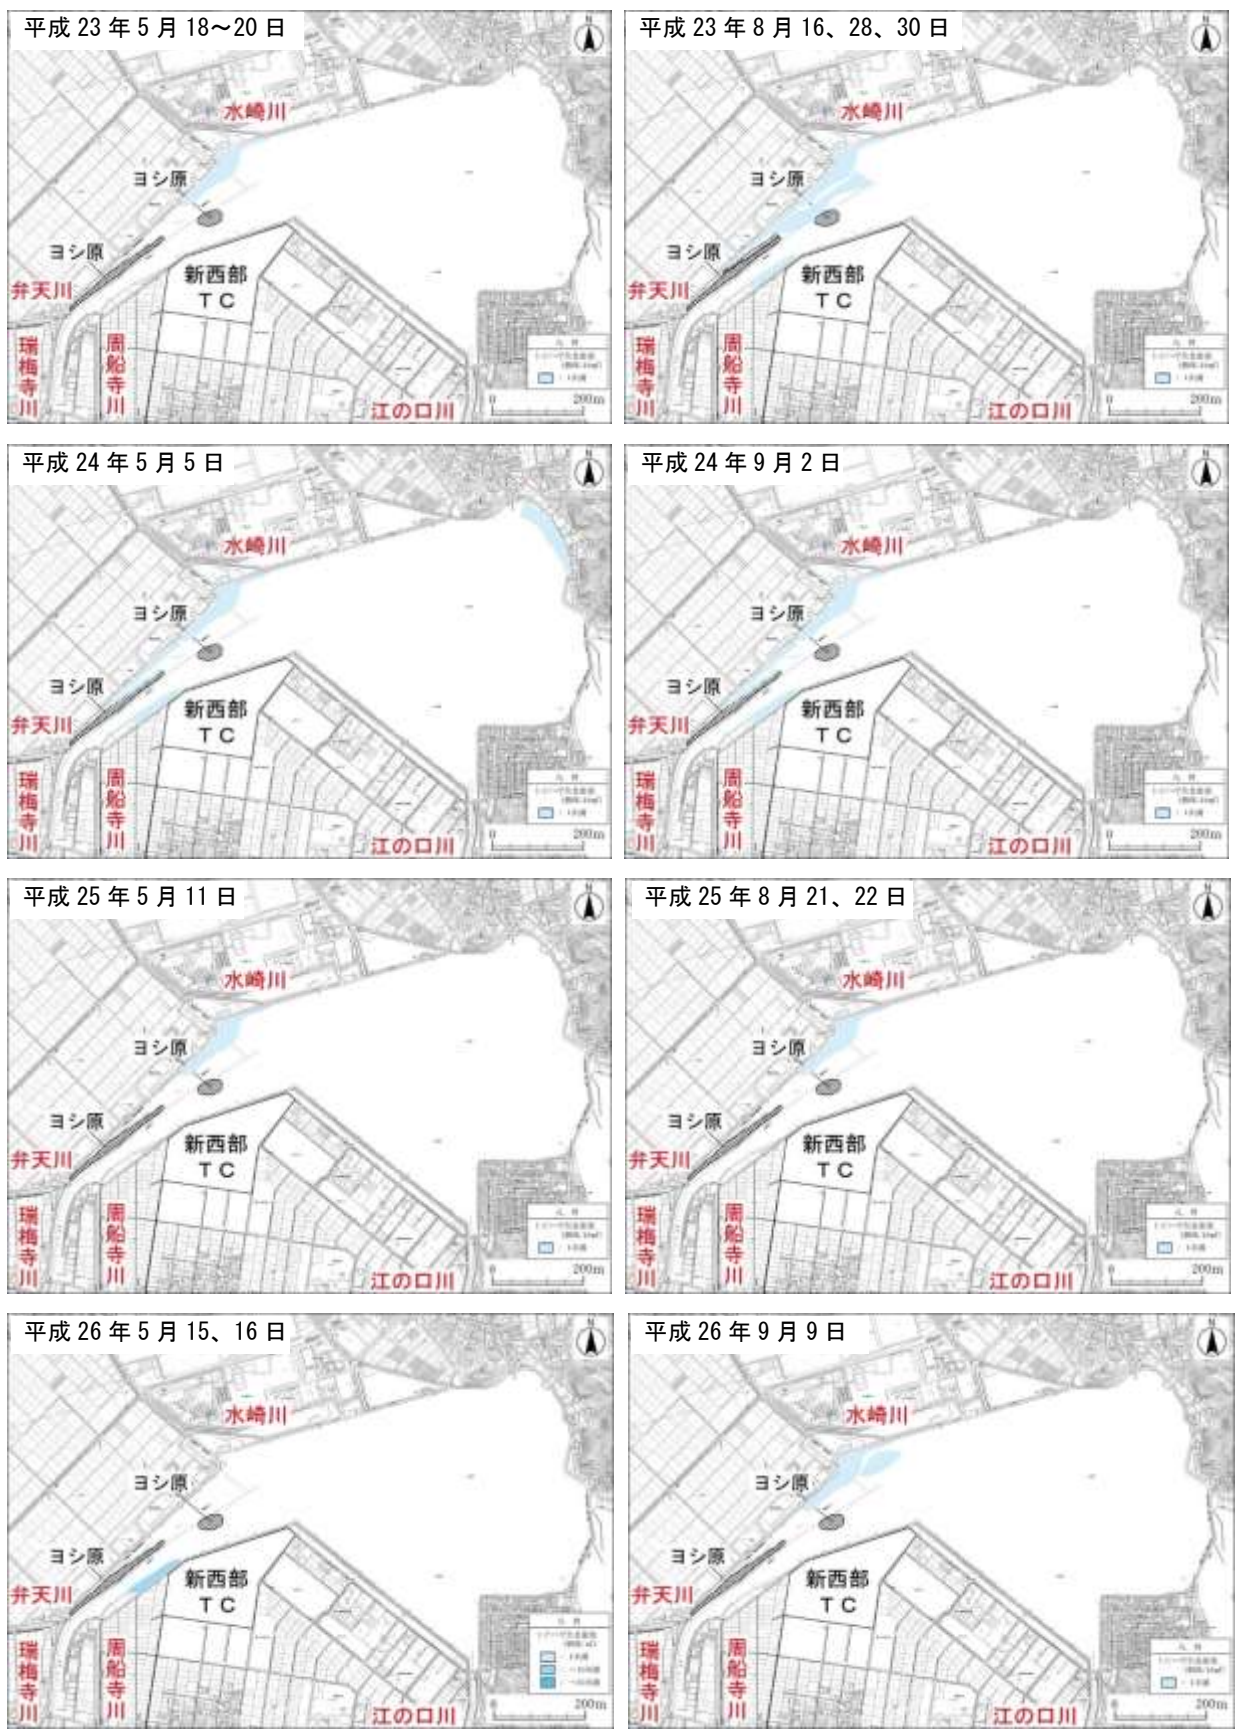 平成 23 年 5 月 18～20 日
水崎川
ヨシ原
ヨシ原
新西部
ＴＣ
弁天川
瑞梅寺川
周船寺川
江の口川
N
0 200m
平成 23 年 8 月 16、28、30 日
水崎川
ヨシ原
ヨシ原
新西部
ＴＣ
弁天川
瑞梅寺川
周船寺川
江の口川
N
0 200m
平成 24 年 5 月 5 日
水崎川
ヨシ原
ヨシ原
新西部
ＴＣ
弁天川
瑞梅寺川
周船寺川
江の口川
N
0 200m
平成 24 年 9 月 2 日
水崎川
ヨシ原
ヨシ原
新西部
ＴＣ
弁天川
瑞梅寺川
周船寺川
江の口川
N
0 200m
平成 25 年 5 月 11 日
水崎川
ヨシ原
ヨシ原
新西部
ＴＣ
弁天川
瑞梅寺川
周船寺川
江の口川
N
0 200m
平成 25 年 8 月 21、22 日
水崎川
ヨシ原
ヨシ原
新西部
ＴＣ
弁天川
瑞梅寺川
周船寺川
江の口川
N
0 200m
平成 26 年 5 月 15、16 日
水崎川
ヨシ原
ヨシ原
新西部
ＴＣ
弁天川
瑞梅寺川
周船寺川
江の口川
N
0 200m
平成 26 年 9 月 9 日
水崎川
ヨシ原
ヨシ原
新西部
ＴＣ
弁天川
瑞梅寺川
周船寺川
江の口川
N
0 200m